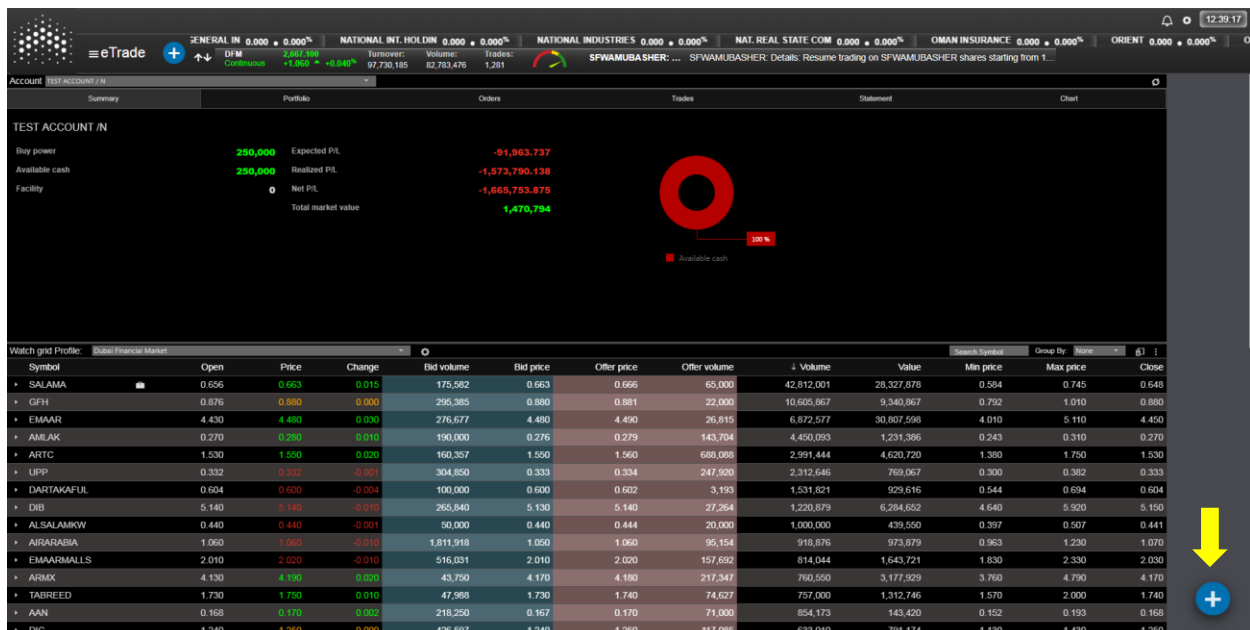 12:39:17
GENERAL IN 0.000 0.000% NATIONAL INT. HOLDIN 0.000 0.000% NATIONAL INDUSTRIES 0.000 0.000% NAT. REAL STATE COM 0.000 0.000% OMAN INSURANCE 0.000 0.000% ORIENT 0.000 0.000%
eTrade
DFM 2,667.100 Turnover: Volume: Trades:
Continuous +1.060 +0.040% 97,730,185 82,783,476 1,281
SFWAMUBASHER: ... SFWAMUBASHER: Details: Resume trading on SFWAMUBASHER shares starting from 1...
Account TEST ACCOUNT / N
Summary Portfolio Orders Trades Statement Chart
TEST ACCOUNT /N
Buy power 250,000 Expected P/L -91,963.737
Available cash 250,000 Realized P/L -1,573,790.138
Facility 0 Net P/L -1,665,753.875
Total market value 1,470,794
100 %
Available cash
Watch grid Profile: Dubai Financial Market Search Symbol Group By: None
Symbol Open Price Change Bid volume Bid price Offer price Offer volume ↓ Volume Value Min price Max price Close
SALAMA 0.656 0.663 0.015 175,582 0.663 0.666 65,000 42,812,001 28,327,878 0.584 0.745 0.648
GFH 0.876 0.880 0.000 295,385 0.880 0.881 22,000 10,605,867 9,340,867 0.792 1.010 0.880
EMAAR 4.430 4.480 0.030 276,677 4.480 4.490 26,815 6,872,577 30,807,598 4.010 5.110 4.450
AMLAK 0.270 0.280 0.010 190,000 0.276 0.279 143,704 4,450,093 1,231,386 0.243 0.310 0.270
ARTC 1.530 1.550 0.020 160,357 1.550 1.560 688,088 2,991,444 4,620,720 1.380 1.750 1.530
UPP 0.332 0.332 -0.001 304,850 0.333 0.334 247,920 2,312,646 769,067 0.300 0.382 0.333
DARTAKAFUL 0.604 0.600 -0.004 100,000 0.600 0.602 3,193 1,531,821 929,616 0.544 0.694 0.604
DIB 5.140 5.140 -0.010 265,840 5.130 5.140 27,264 1,220,879 6,284,652 4.640 5.920 5.150
ALSALAMKW 0.440 0.440 -0.001 50,000 0.440 0.444 20,000 1,000,000 439,550 0.397 0.507 0.441
AIRARABIA 1.060 1.060 -0.010 1,811,918 1.050 1.060 95,154 918,876 973,879 0.963 1.230 1.070
EMAARMALLS 2.010 2.020 -0.010 516,031 2.010 2.020 157,692 814,044 1,643,721 1.830 2.330 2.030
ARMX 4.130 4.190 0.020 43,750 4.170 4.180 217,347 760,550 3,177,929 3.760 4.790 4.170
TABREED 1.730 1.750 0.010 47,988 1.730 1.740 74,627 757,000 1,312,746 1.570 2.000 1.740
AAN 0.168 0.170 0.002 218,250 0.167 0.170 71,000 854,173 143,420 0.152 0.193 0.168